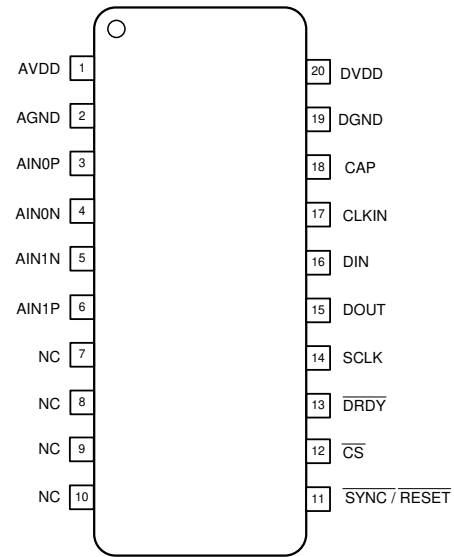 AVDD 1
AGND 2
AIN0P 3
AIN0N 4
AIN1N 5
AIN1P 6
NC 7
NC 8
NC 9
NC 10
20 DVDD
19 DGND
18 CAP
17 CLKIN
16 DIN
15 DOUT
14 SCLK
13 DRDY
12 CS
11 SYNC / RESET